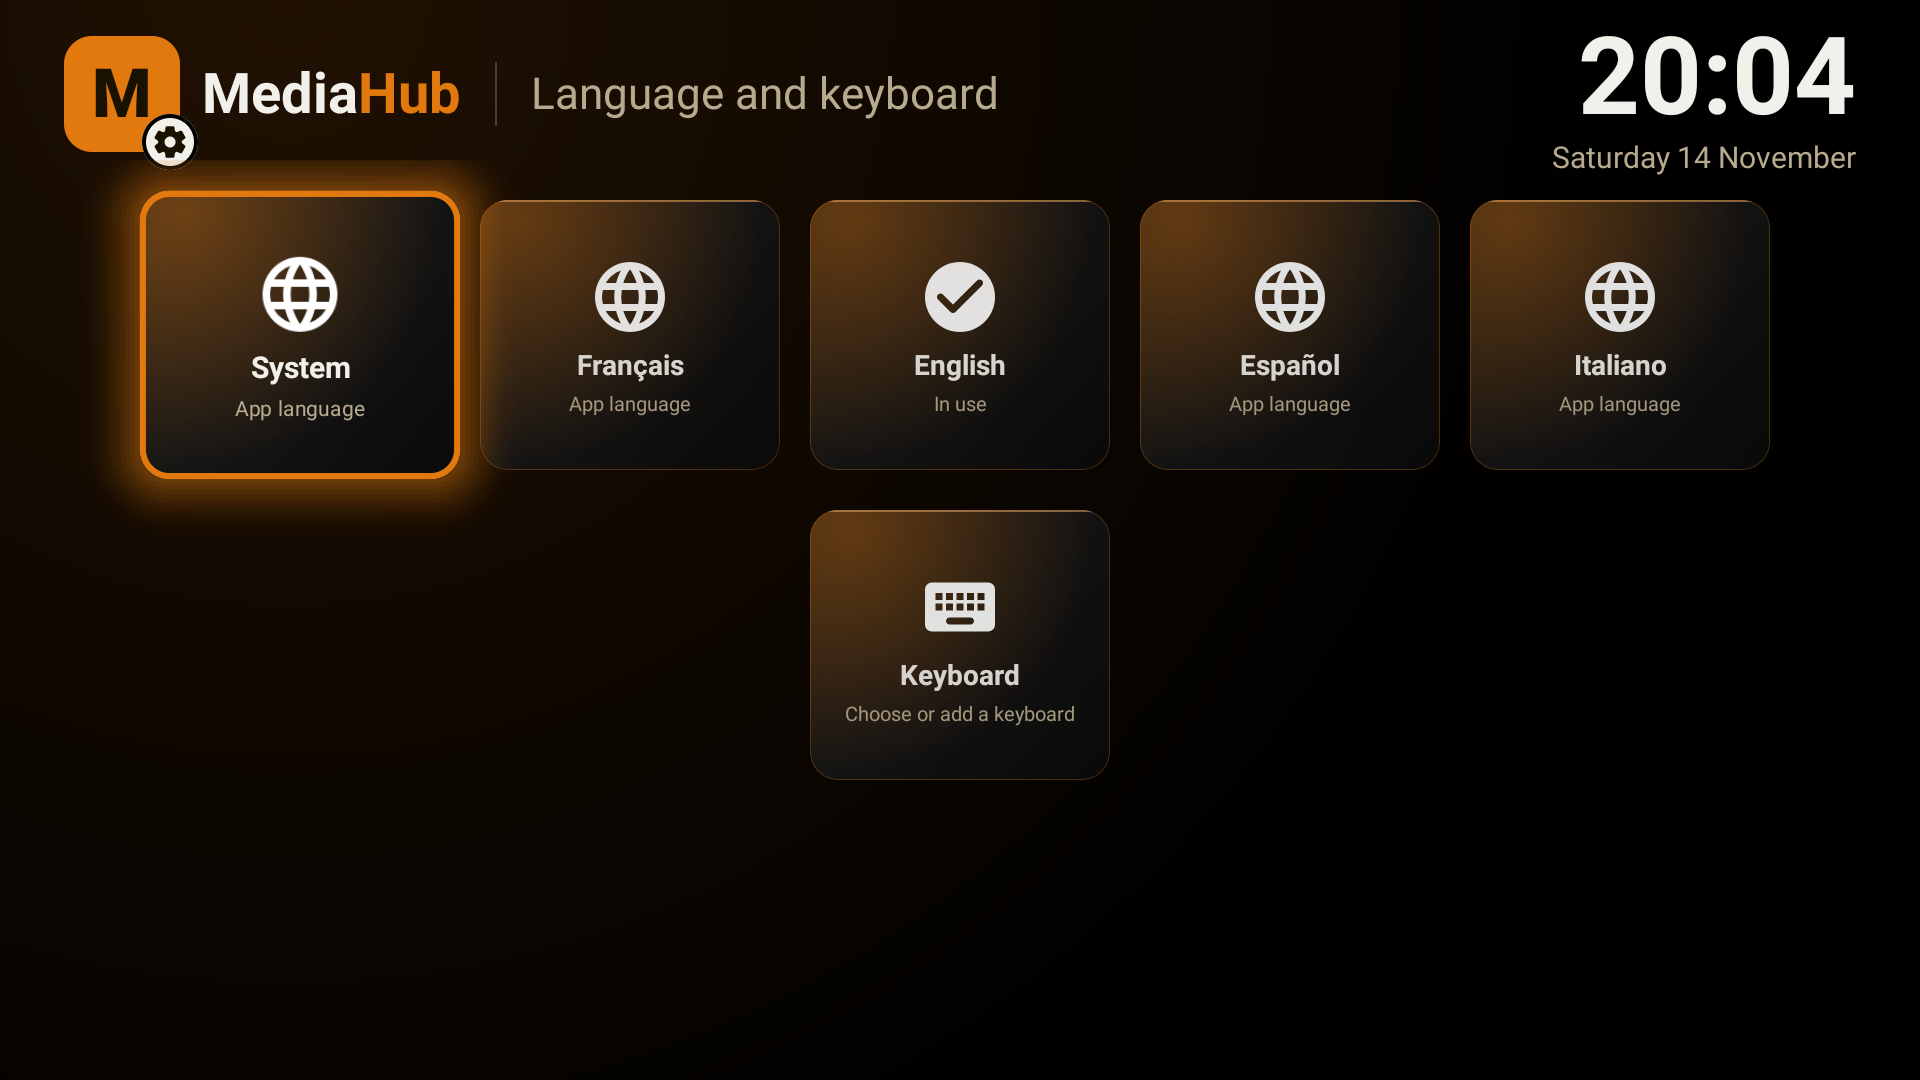 M
MediaHub
Language and keyboard
20:04
Saturday 14 November
System
App language
Français
App language
English
In use
Español
App language
Italiano
App language
Keyboard
Choose or add a keyboard